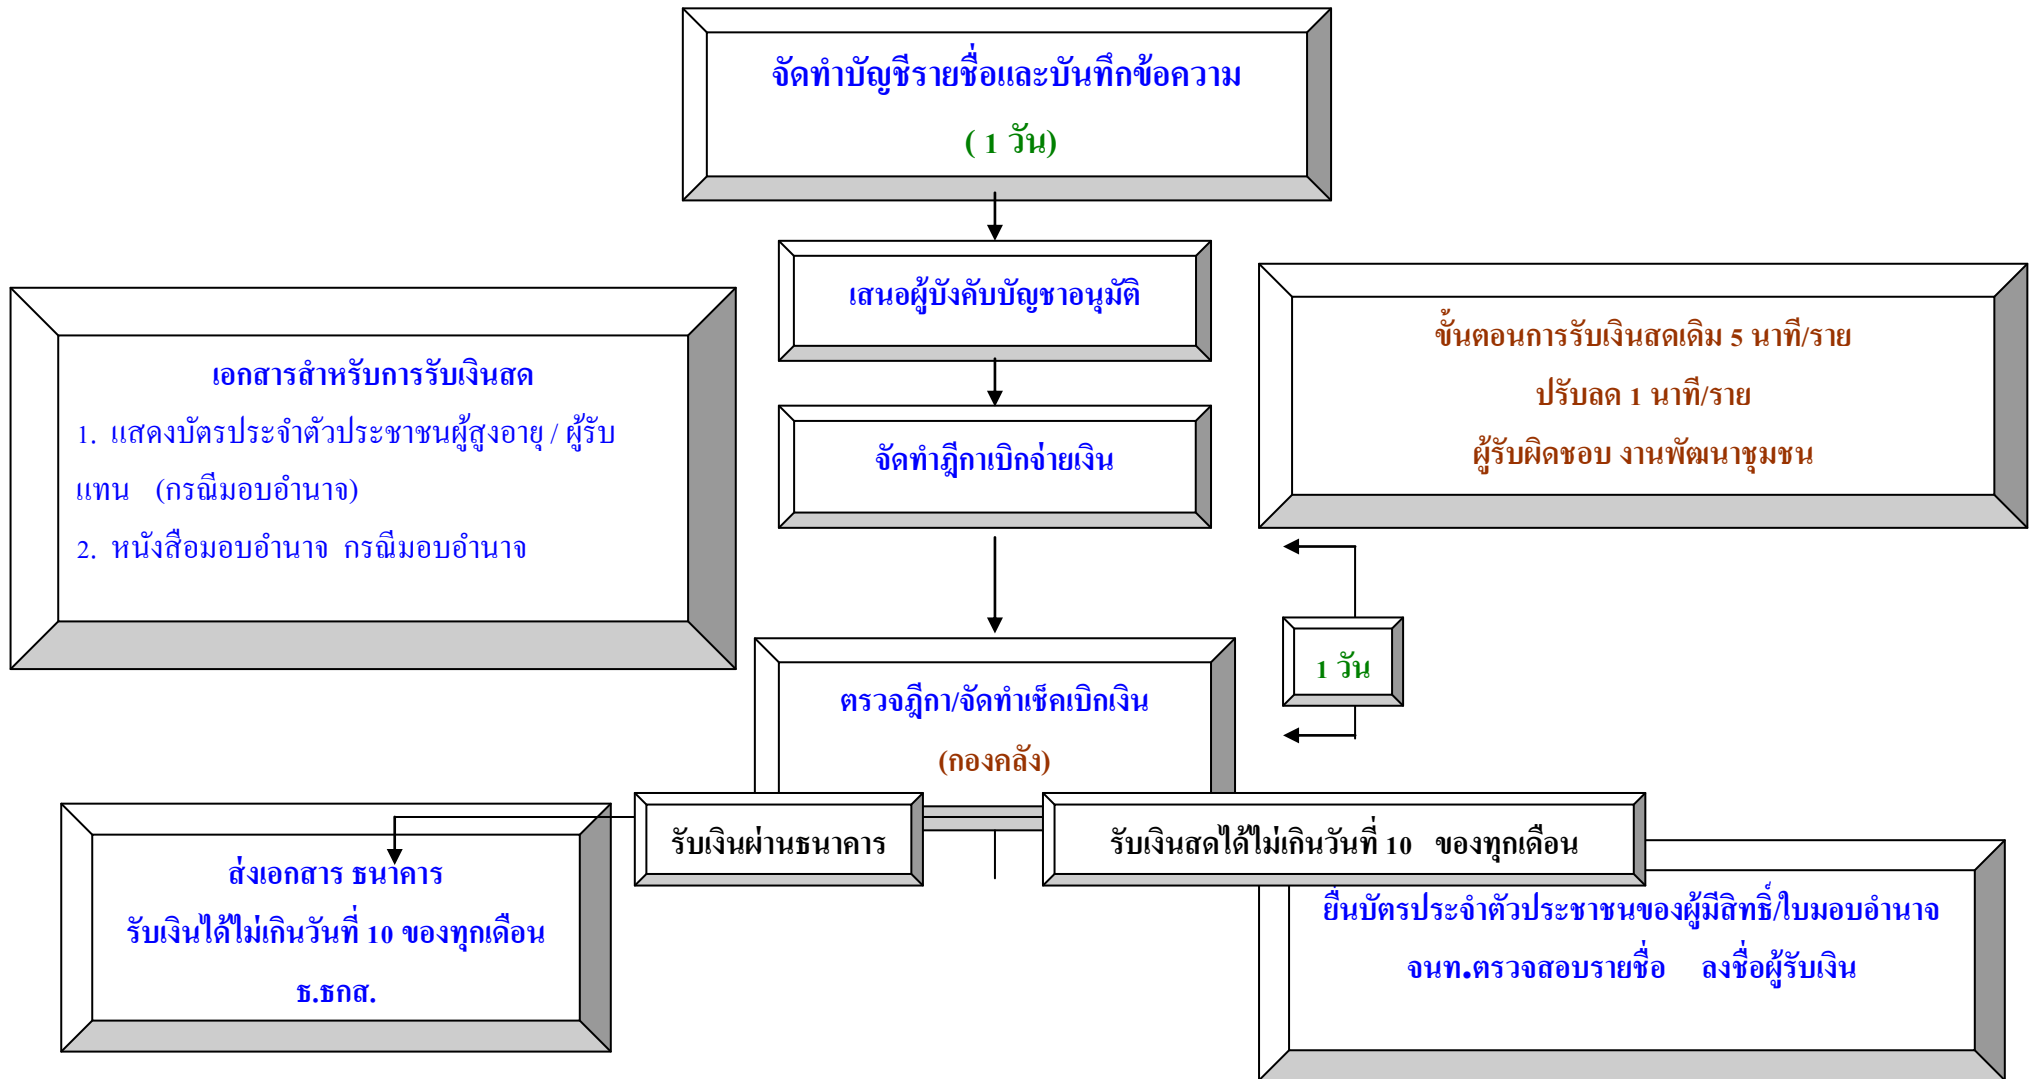 จัดทำบัญชีรายชื่อและบันทึกข้อความ
( 1 วัน)
เสนอผู้บังคับบัญชาอนุมัติ
เอกสารสำหรับการรับเงินสด
1. แสดงบัตรประจำตัวประชาชนผู้สูงอายุ / ผู้รับ
แทน (กรณีมอบอำนาจ)
2. หนังสือมอบอำนาจ กรณีมอบอำนาจ
ขั้นตอนการรับเงินสดเดิม 5 นาที/ราย
ปรับลด 1 นาที/ราย
ผู้รับผิดชอบ งานพัฒนาชุมชน
จัดทำฎีกาเบิกจ่ายเงิน
1 วัน
ตรวจฎีกา/จัดทำเช็คเบิกเงิน
(กองคลัง)
รับเงินผ่านธนาคาร
รับเงินสดได้ไม่เกินวันที่ 10 ของทุกเดือน
ส่งเอกสาร ธนาคาร
รับเงินได้ไม่เกินวันที่ 10 ของทุกเดือน
ธ.ธกส.
ยื่นบัตรประจำตัวประชาชนของผู้มีสิทธิ์/ใบมอบอำนาจ
จนท.ตรวจสอบรายชื่อ ลงชื่อผู้รับเงิน